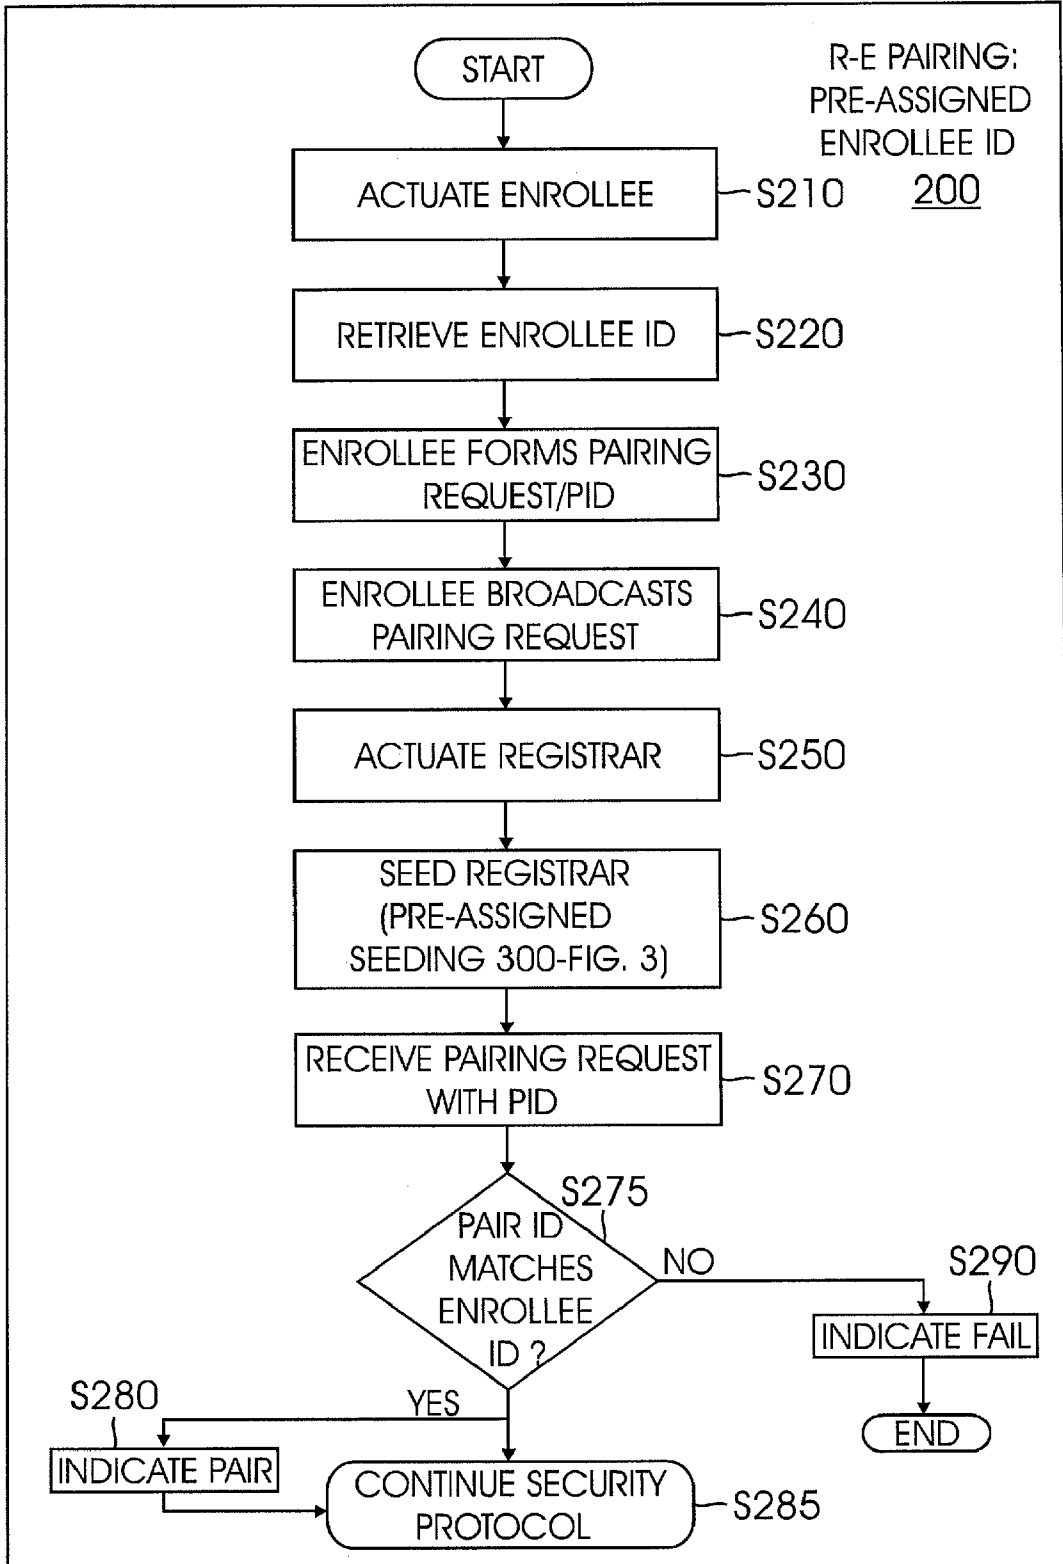 START
R-E PAIRING:
PRE-ASSIGNED
ENROLLEE ID
200
ACTUATE ENROLLEE
S210
RETRIEVE ENROLLEE ID
S220
ENROLLEE FORMS PAIRING
REQUEST/PID
S230
ENROLLEE BROADCASTS
PAIRING REQUEST
S240
ACTUATE REGISTRAR
S250
SEED REGISTRAR
(PRE-ASSIGNED
SEEDING 300-FIG. 3)
S260
RECEIVE PAIRING REQUEST
WITH PID
S270
S275
PAIR ID
MATCHES
ENROLLEE
ID ?
NO
S290
INDICATE FAIL
END
YES
S280
INDICATE PAIR
CONTINUE SECURITY
PROTOCOL
S285